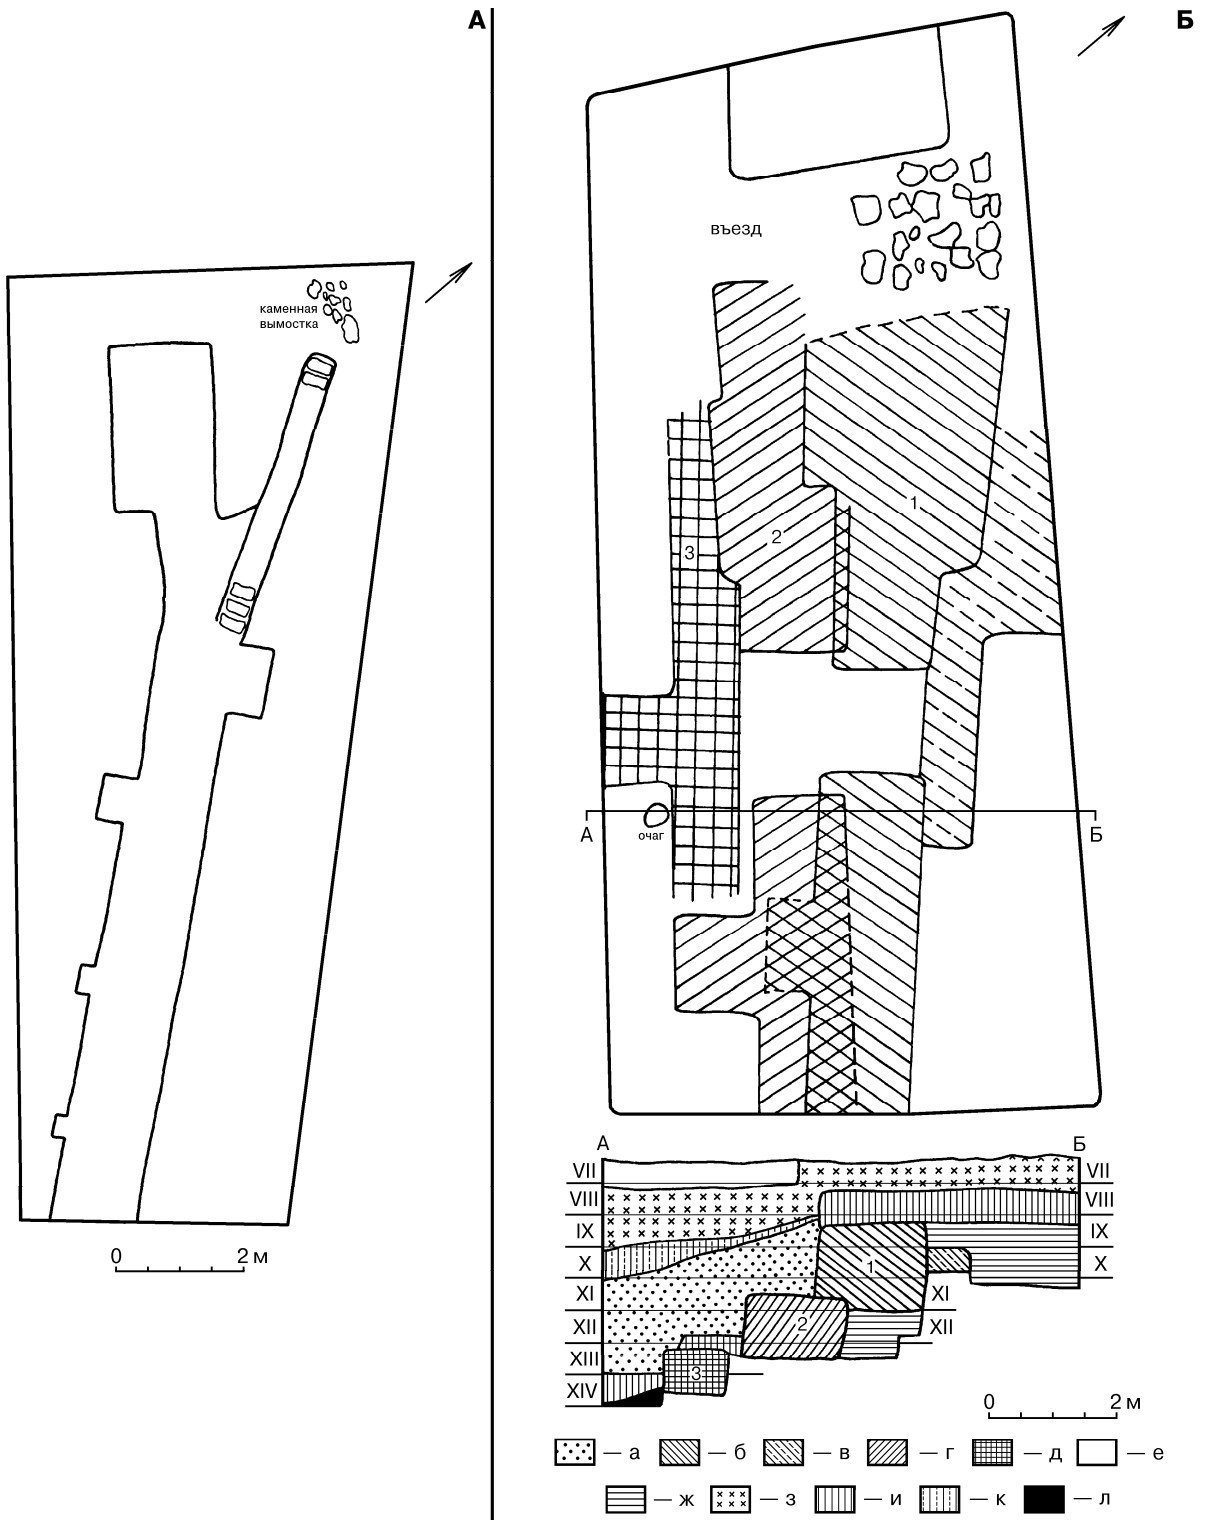 А
Б
каменная
вымостка
0 2 м
въезд
1
2
3
А очаг Б
А Б
VII VII
VIII VIII
IX IX
X 1 X
XI XI
XII 2 XII
XIII
XIV 3
0 2 м
— а — б — в — г — д — е
— ж — з — и — к — л